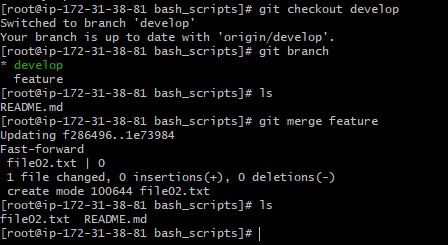 [root@ip-172-31-38-81 bash_scripts]# git checkout develop
Switched to branch 'develop'
Your branch is up to date with 'origin/develop'.
[root@ip-172-31-38-81 bash_scripts]# git branch
* develop
  feature
[root@ip-172-31-38-81 bash_scripts]# ls
README.md
[root@ip-172-31-38-81 bash_scripts]# git merge feature
Updating f286496..1e73984
Fast-forward
 file02.txt | 0
 1 file changed, 0 insertions(+), 0 deletions(-)
 create mode 100644 file02.txt
[root@ip-172-31-38-81 bash_scripts]# ls
file02.txt  README.md
[root@ip-172-31-38-81 bash_scripts]#